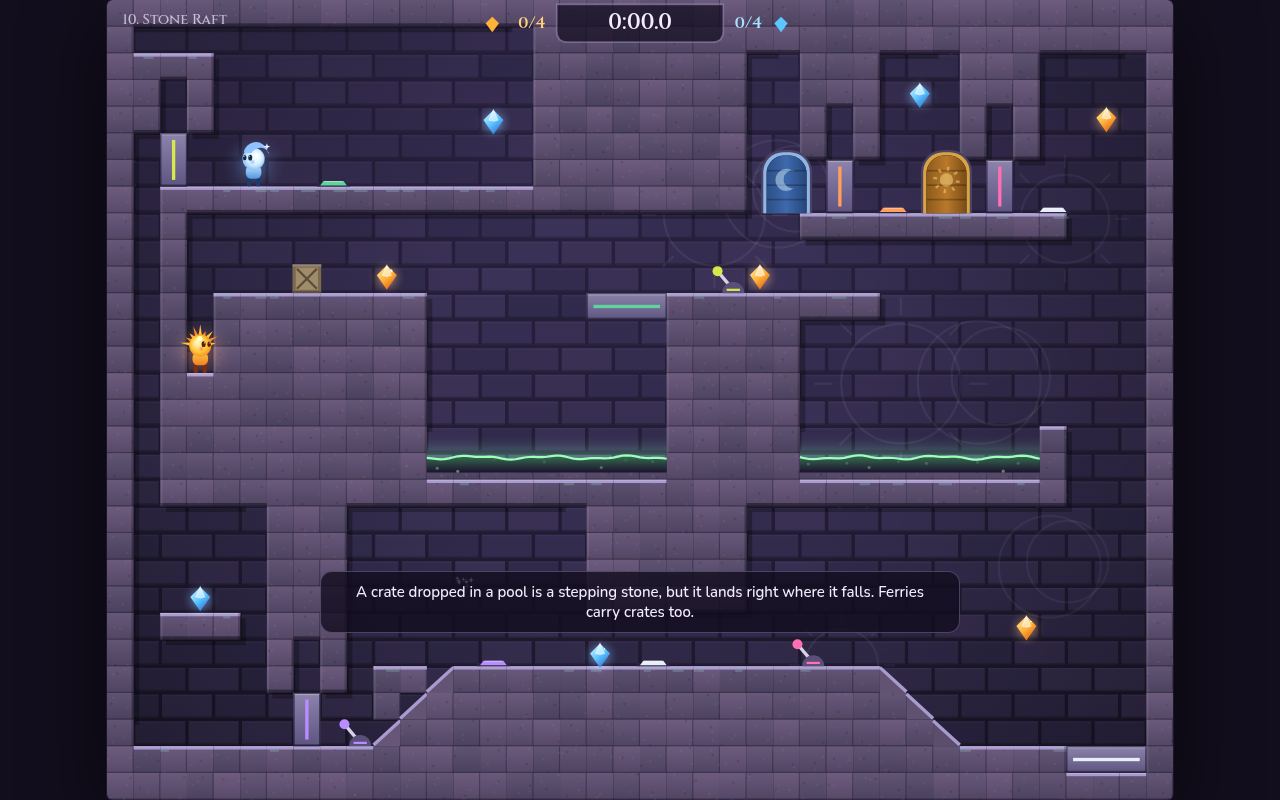 10. Stone Raft
0/4
0:00.0
0/4
A crate dropped in a pool is a stepping stone, but it lands right where it falls. Ferries
carry crates too.